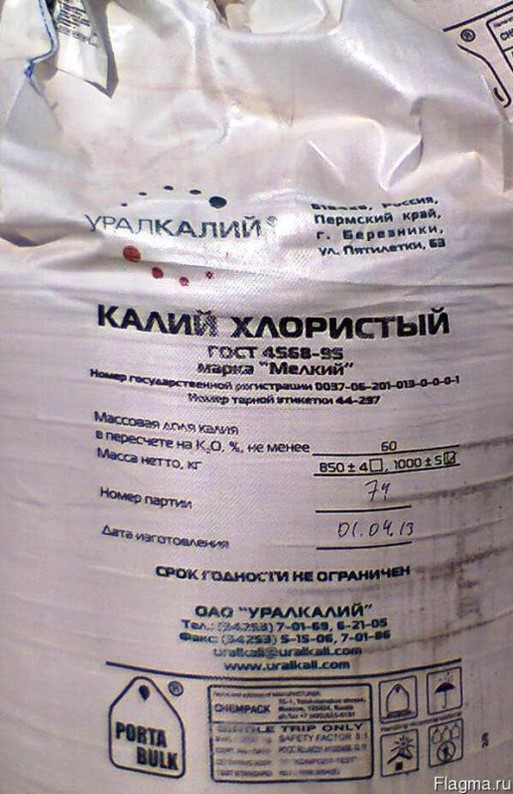 УРАЛКАЛИЙ®
Россия,
Пермский край,
г. Березники,
ул. Пятилетки, 63
КАЛИЙ ХЛОРИСТЫЙ
ГОСТ 4568-95
марка "Мелкий"
Номер государственной регистрации 0037-06-201-013-0-0-0-1
Номер тарной этикетки 44-297
Массовая доля калия
в пересчете на K₂O, %, не менее 60
Масса нетто, кг 850 ± 4 , 1000 ± 5
Номер партии 74
Дата изготовления 01.04.13
СРОК ГОДНОСТИ НЕ ОГРАНИЧЕН
ОАО "УРАЛКАЛИЙ"
Тел.: (34253) 7-01-69, 6-21-05
Факс: (34253) 5-15-06, 7-01-86
uralkali@uralkali.com
www.uralkali.com
PORTA
BULK
®
CHEMPACK
SINGLE TRIP ONLY
SAFETY FACTOR 5:1
Flagma.ru